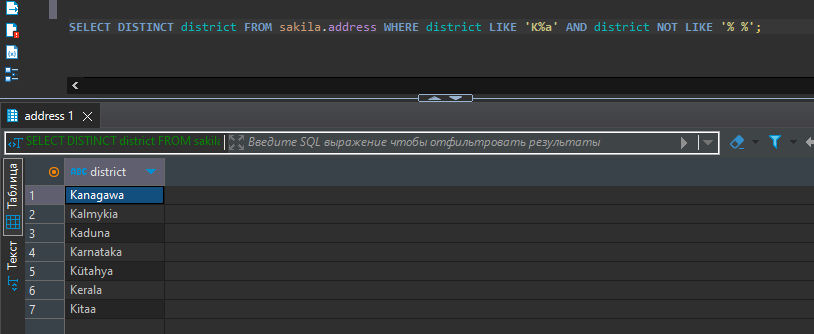 SELECT DISTINCT district FROM sakila.address WHERE district LIKE 'K%a' AND district NOT LIKE '% %';
address 1
SELECT DISTINCT district FROM sakila Введите SQL выражение чтобы отфильтровать результаты
Таблица
Текст
district
1 Kanagawa
2 Kalmykia
3 Kaduna
4 Karnataka
5 Kütahya
6 Kerala
7 Kitaa